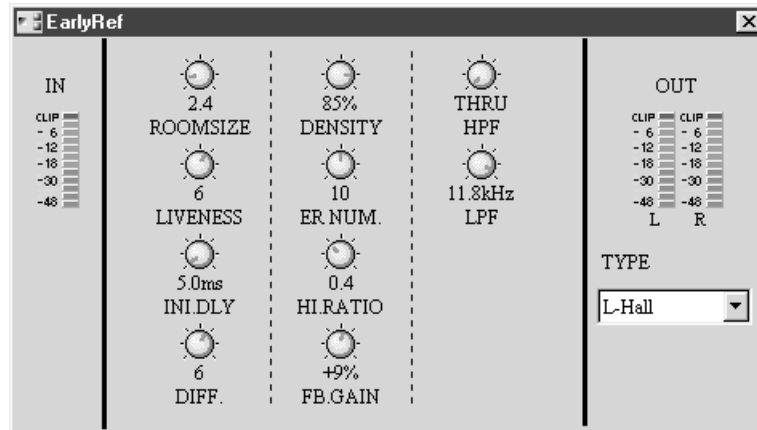 EarlyRef
IN
CLIP
- 6
-12
-18
-30
-48
2.4
ROOMSIZE
6
LIVENESS
5.0ms
INI.DLY
6
DIFF.
85%
DENSITY
10
ER NUM.
0.4
HI.RATIO
+9%
FB.GAIN
THRU
HPF
11.8kHz
LPF
OUT
CLIP CLIP
- 6 - 6
-12 -12
-18 -18
-30 -30
-48 -48
L R
TYPE
L-Hall